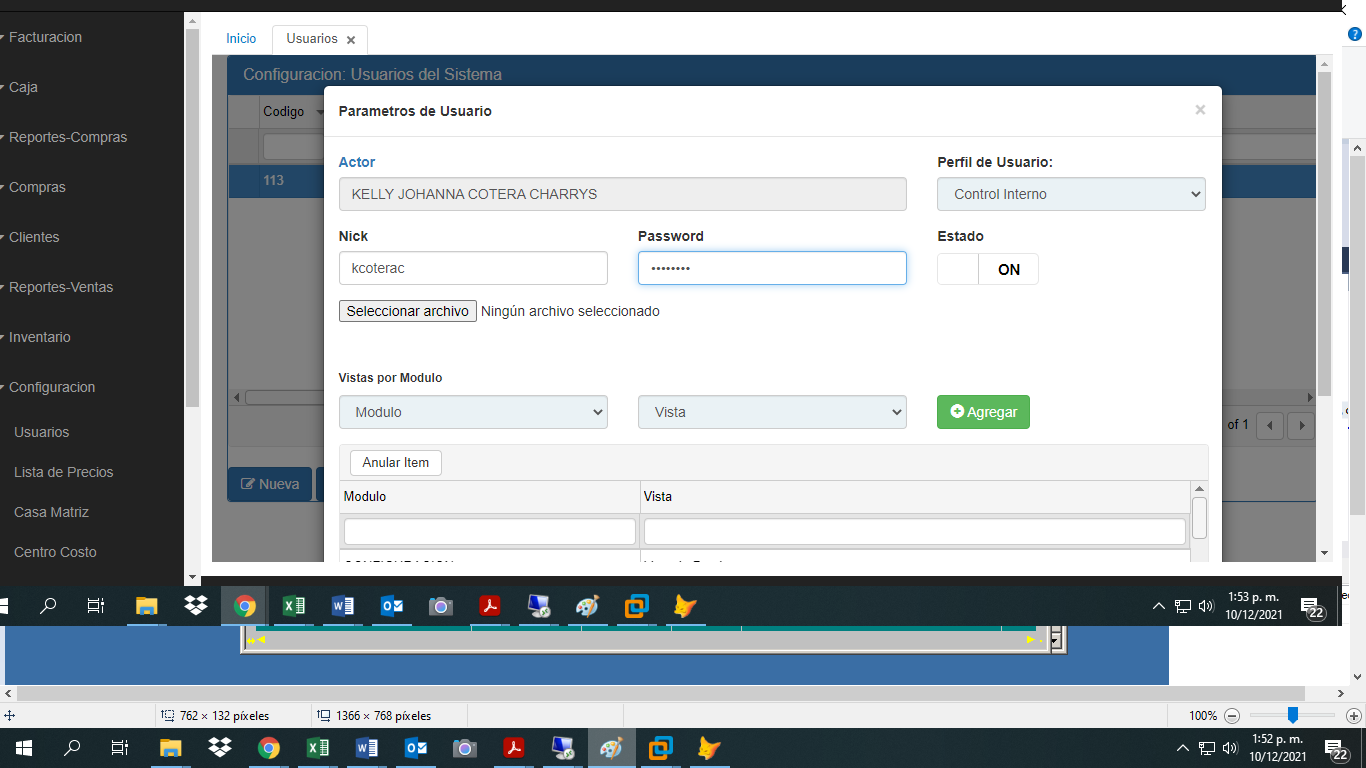 Facturacion
Caja
Reportes-Compras
Compras
Clientes
Reportes-Ventas
Inventario
Configuracion
Usuarios
Lista de Precios
Casa Matriz
Centro Costo
Inicio
Usuarios
Configuracion: Usuarios del Sistema
Codigo
113
Parametros de Usuario
Actor
Perfil de Usuario:
KELLY JOHANNA COTERA CHARRYS
Control Interno
Nick
Password
Estado
kcoterac
ON
Seleccionar archivo Ningún archivo seleccionado
Vistas por Modulo
Modulo
Vista
Agregar
of 1
Anular Item
Nueva
Modulo
Vista
1:53 p. m.
10/12/2021
22
762 × 132 píxeles
1366 × 768 píxeles
100%
1:52 p. m.
10/12/2021
22